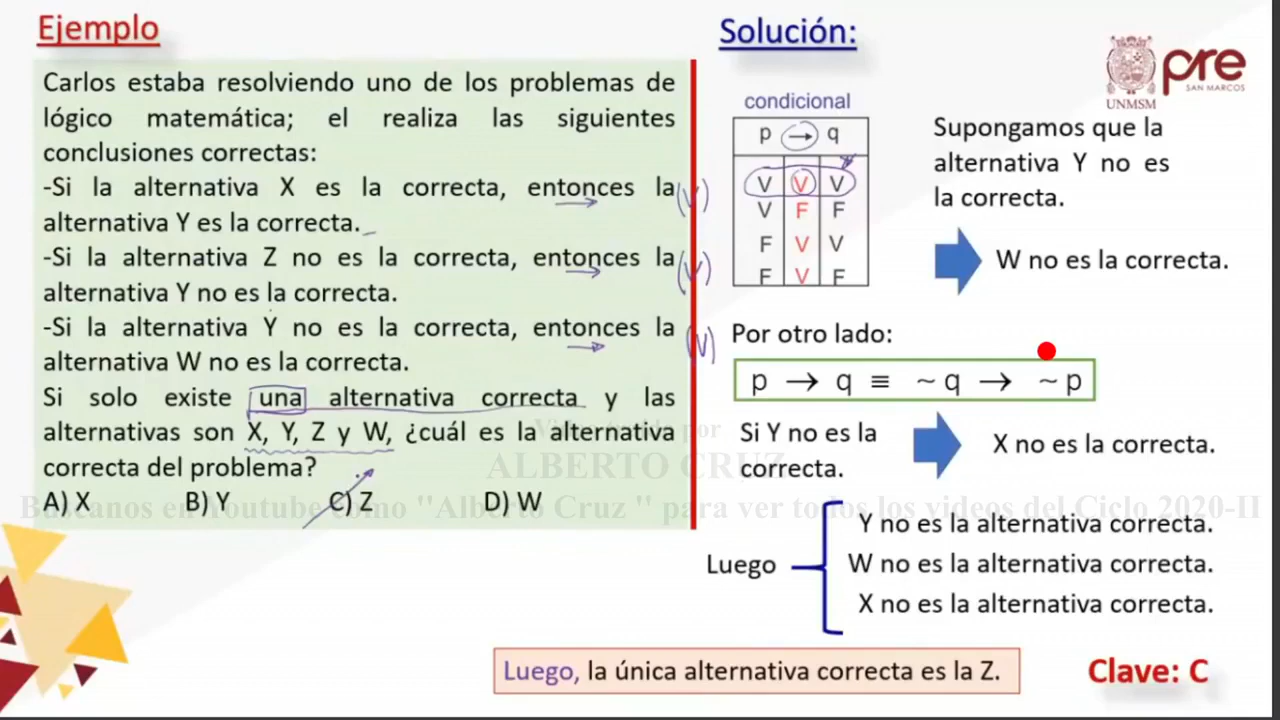 Ejemplo
Carlos estaba resolviendo uno de los problemas de
lógico matemática; el realiza las siguientes
conclusiones correctas:
-Si la alternativa X es la correcta, entonces la
alternativa Y es la correcta.
-Si la alternativa Z no es la correcta, entonces la
alternativa Y no es la correcta.
-Si la alternativa Y no es la correcta, entonces la
alternativa W no es la correcta.
Si solo existe una alternativa correcta y las
alternativas son X, Y, Z y W, ¿cuál es la alternativa
correcta del problema?
A) X B) Y C) Z D) W
(V)
(V)
(V)
Solución:
UNMSM
pre
SAN MARCOS
condicional
p → q
V V V
V F F
F V V
F V F
Supongamos que la
alternativa Y no es
la correcta.
W no es la correcta.
Por otro lado:
p → q ≡ ~q → ~p
Si Y no es la
correcta.
X no es la correcta.
Luego
Y no es la alternativa correcta.
W no es la alternativa correcta.
X no es la alternativa correcta.
Luego, la única alternativa correcta es la Z.
Clave: C
por
ALBERTO CRUZ
Buscanos en Youtube como "Alberto Cruz" para ver todos los videos del Ciclo 2020-II